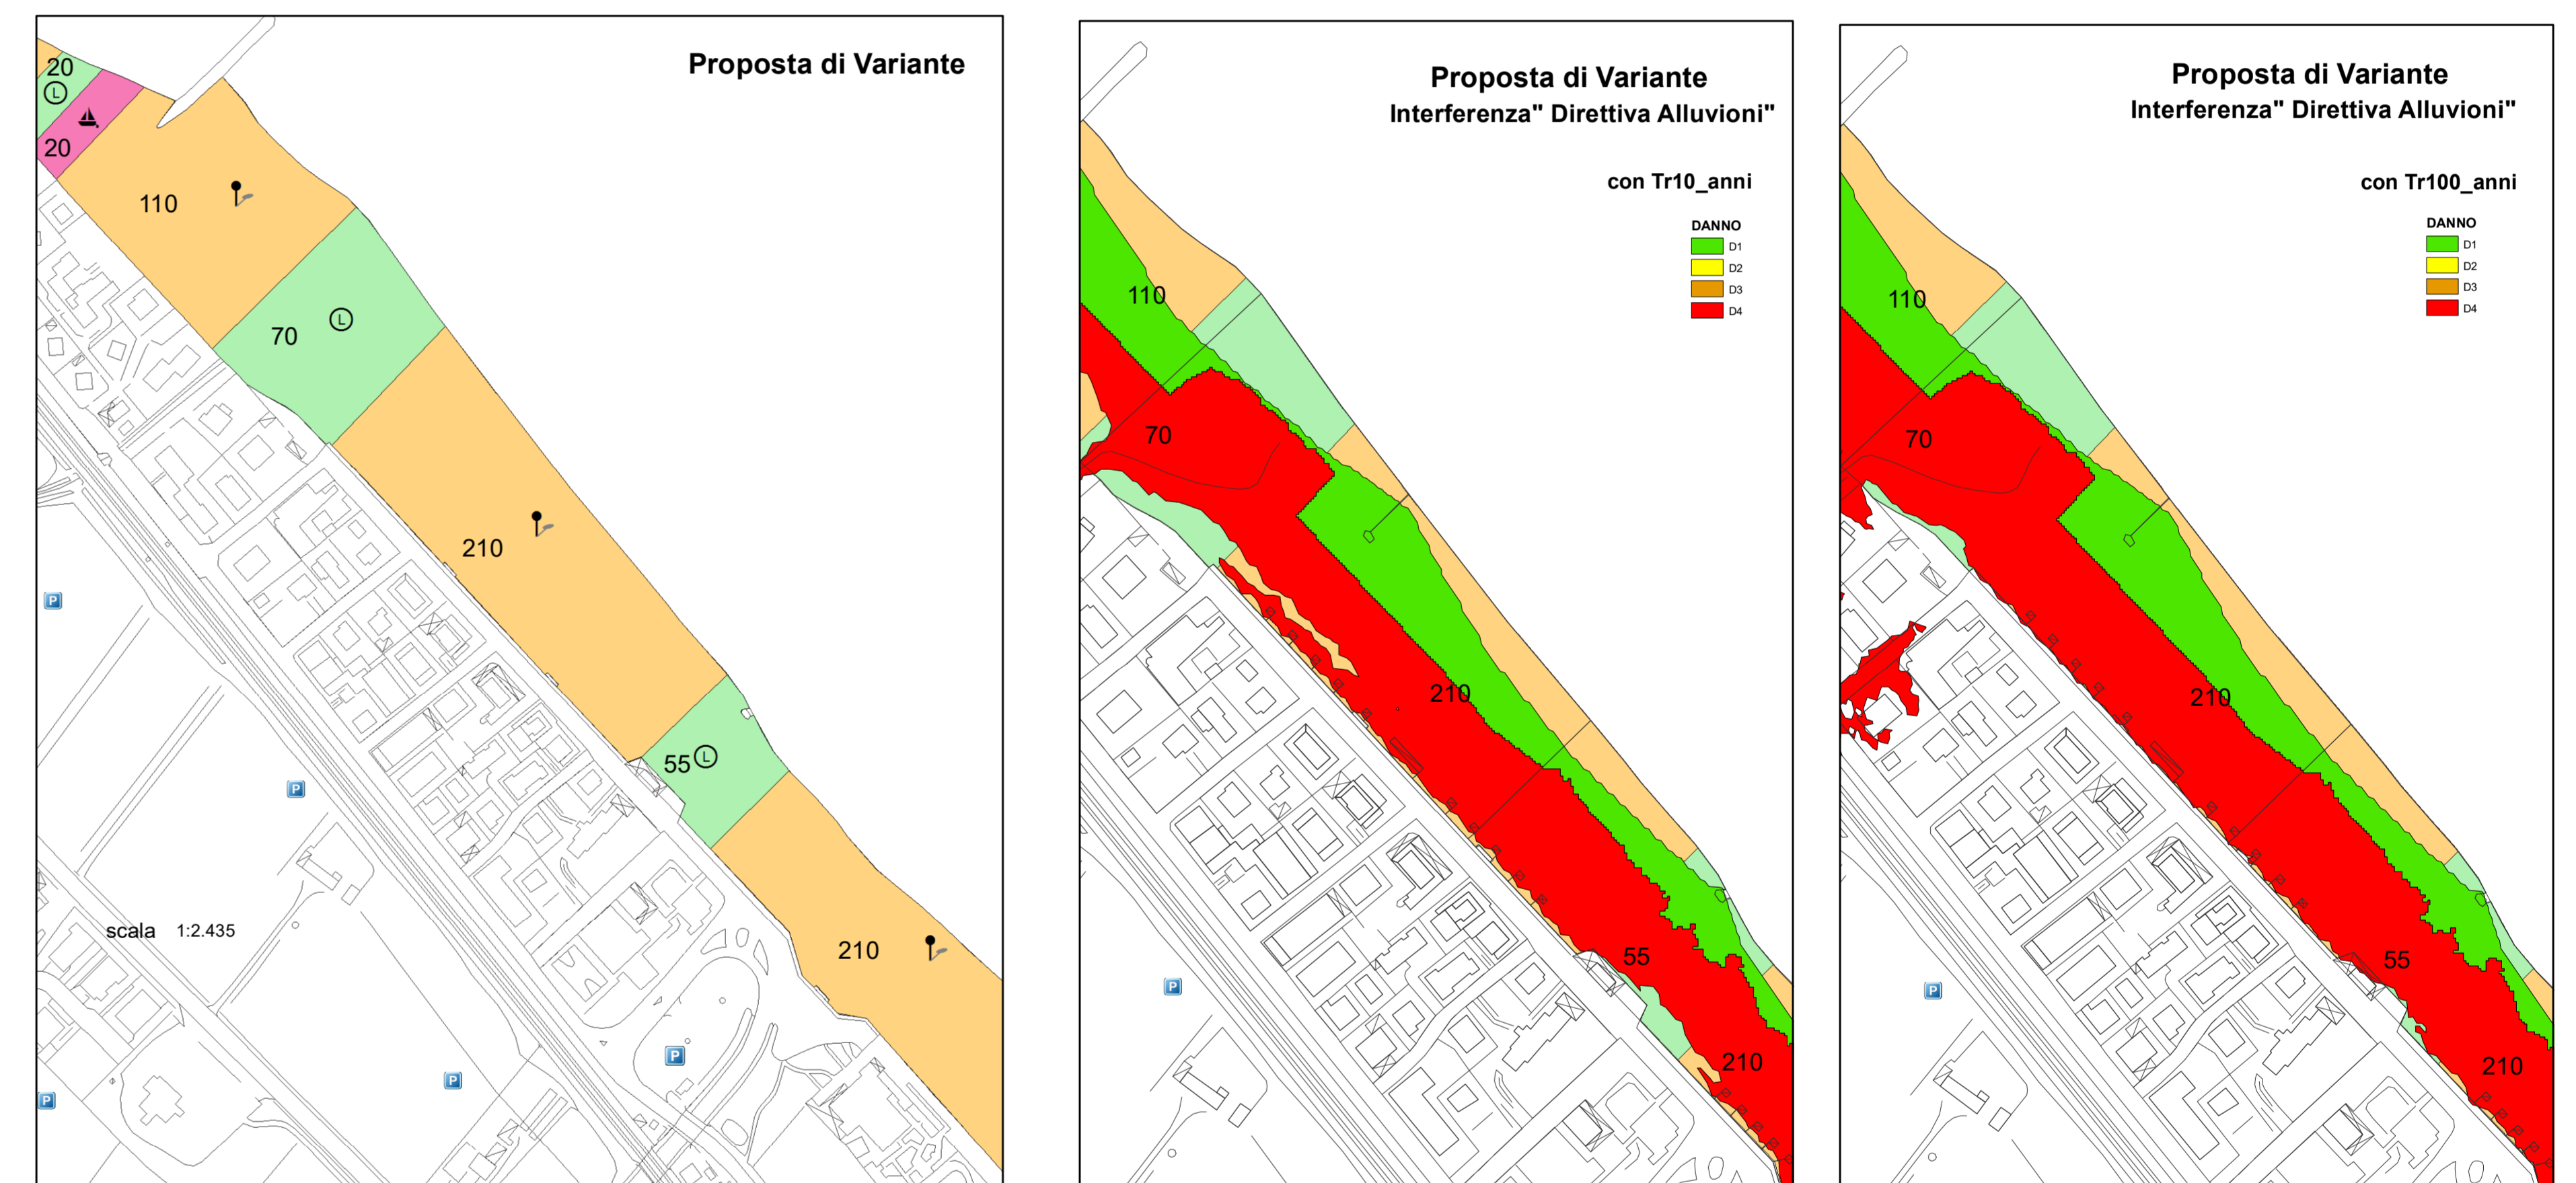 Proposta di Variante
20
L
20
110
70
L
210
55
L
210
scala 1:2.435
P
P
P
P
P
Proposta di Variante
Interferenza" Direttiva Alluvioni"
con Tr10_anni
DANNO
D1
D2
D3
D4
110
70
210
55
210
P
Proposta di Variante
Interferenza" Direttiva Alluvioni"
con Tr100_anni
DANNO
D1
D2
D3
D4
110
70
210
55
210
P